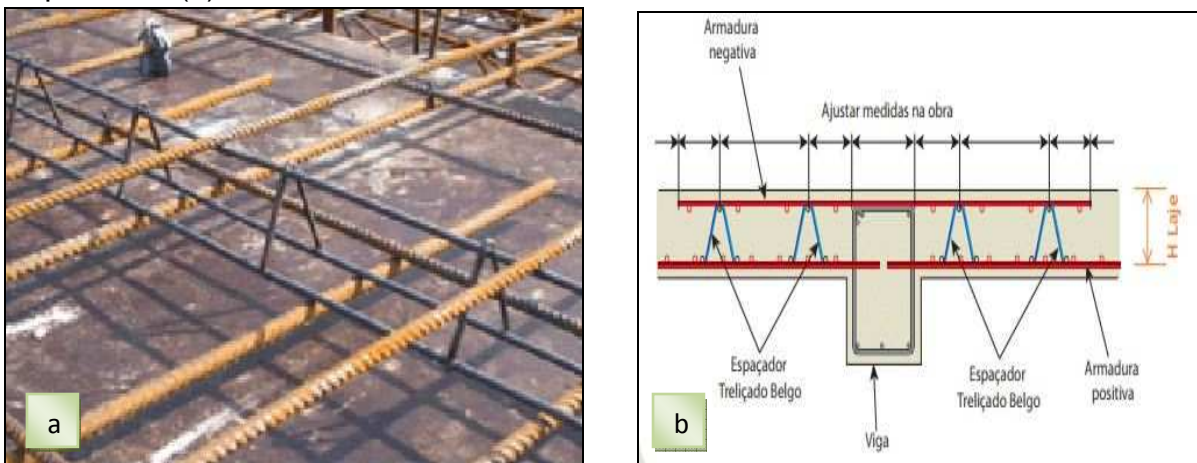 a
Armadura
negativa
Ajustar medidas na obra
H Laje
Espaçador
Treliçado Belgo
Viga
Espaçador
Treliçado Belgo
Armadura
positiva
b